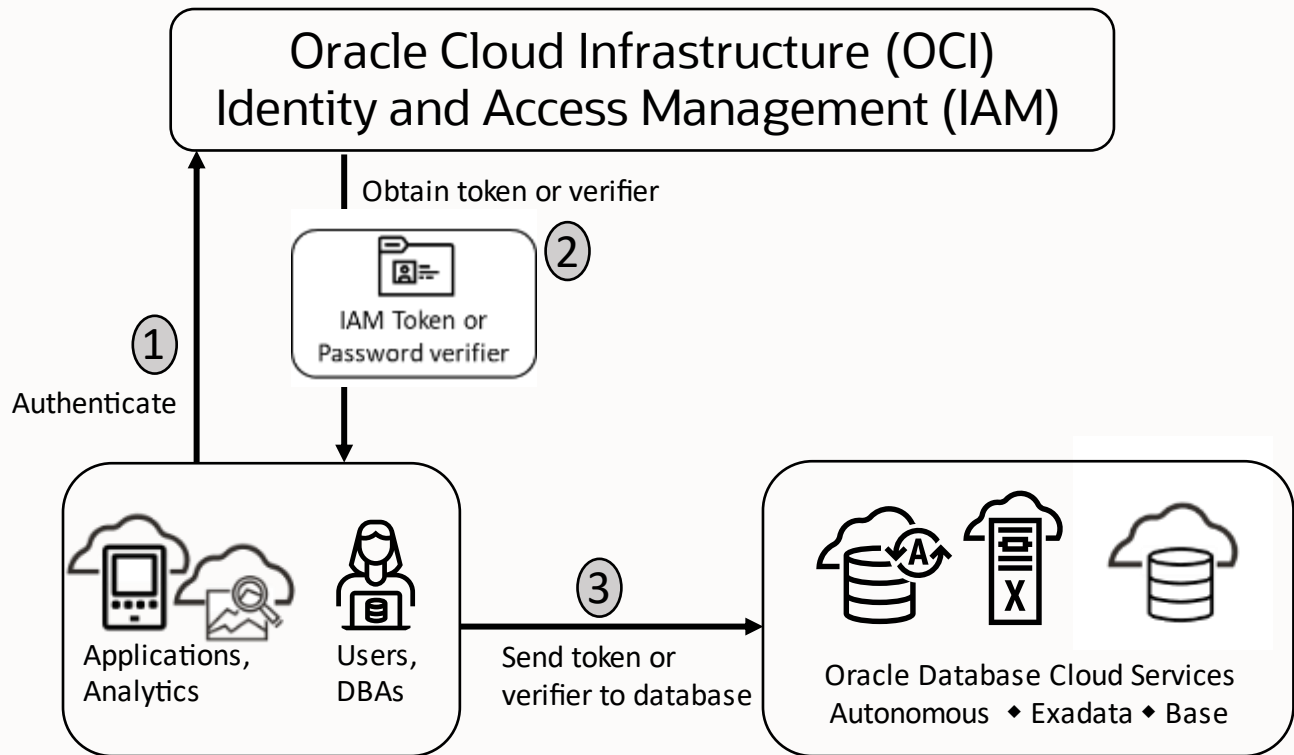 Oracle Cloud Infrastructure (OCI)
Identity and Access Management (IAM)
Obtain token or verifier
2
IAM Token or
Password verifier
1
Authenticate
Applications,
Analytics
Users,
DBAs
3
Send token or
verifier to database
A
X
Oracle Database Cloud Services
Autonomous ◆ Exadata ◆ Base